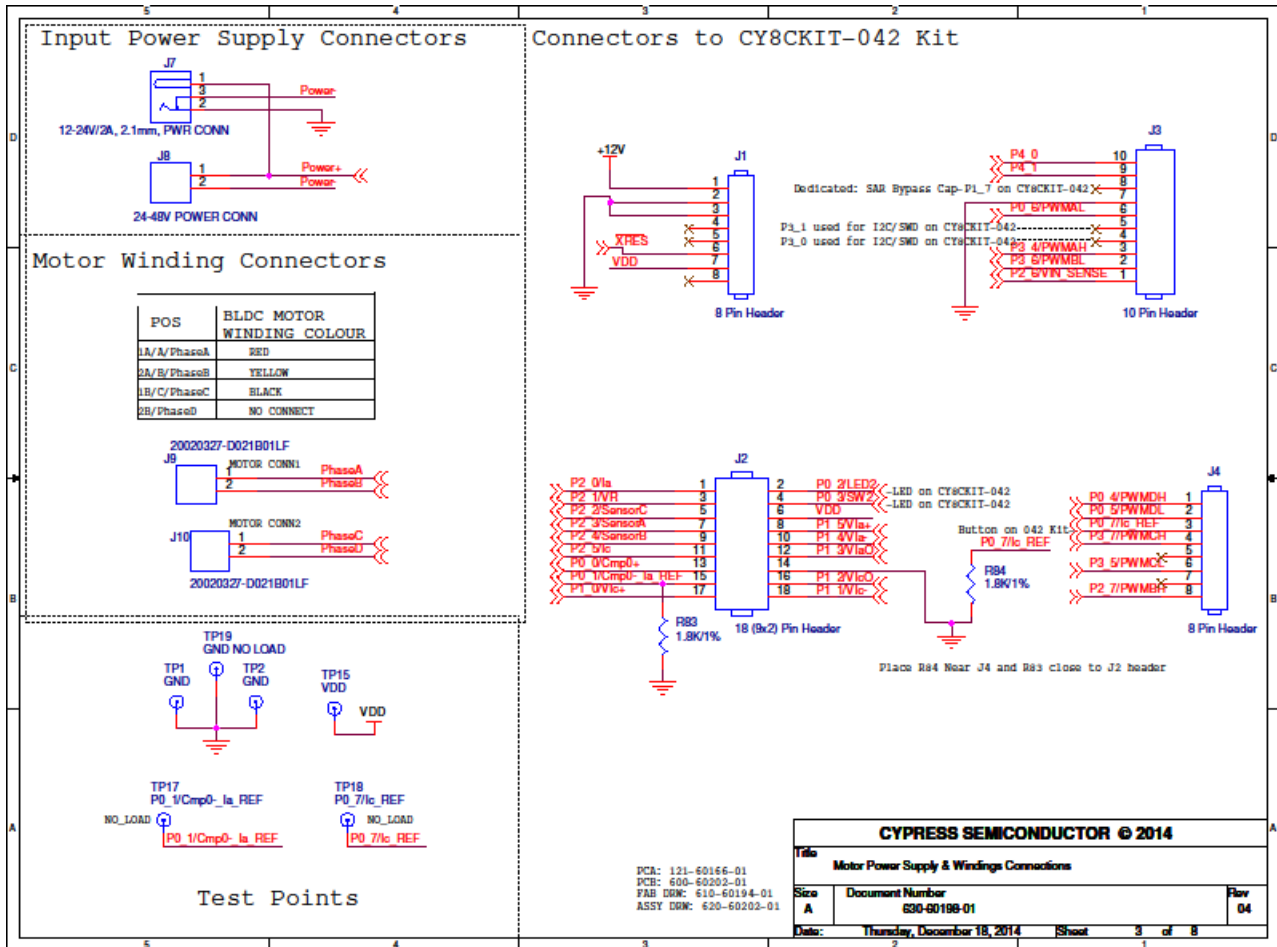 5 4 3 2 1
Input Power Supply Connectors
J7
1
3 Power-
2
12-24V/2A, 2.1mm, PWR CONN
J8
1 Power+
2 Power-
24-48V POWER CONN
Motor Winding Connectors
POS BLDC MOTOR WINDING COLOUR
1A/A/PhaseA RED
2A/B/PhaseB YELLOW
1B/C/PhaseC BLACK
2B/PhaseD NO CONNECT
20020327-D021B01LF
J9
MOTOR CONN1
1 PhaseA
2 PhaseB
MOTOR CONN2
J10
1 PhaseC
2 PhaseD
20020327-D021B01LF
TP19
GND NO LOAD
TP1
GND
TP2
GND
TP15
VDD
VDD
TP17
P0_1/Cmp0-_Ia_REF
NO_LOAD
P0_1/Cmp0-_Ia_REF
TP18
P0_7/Ic_REF
NO_LOAD
P0_7/Ic_REF
Test Points
Connectors to CY8CKIT-042 Kit
+12V
J1
1
2
3
4
5
XRES 6
VDD 7
8
8 Pin Header
J3
P4_0 10
P4_1 9
Dedicated: SAR Bypass Cap-P1_7 on CY8CKIT-042 8
7
P0_6/PWMAL 6
P3_1 used for I2C/SWD on CY8CKIT-042 5
P3_0 used for I2C/SWD on CY8CKIT-042 4
P3_4/PWMAH 3
P3_6/PWMBL 2
P2_6/VIN_SENSE 1
10 Pin Header
J2
P2_0/Ia 1 2 P0_2/LED2 -LED on CY8CKIT-042
P2_1/VR 3 4 P0_3/SW2 -LED on CY8CKIT-042
P2_2/SensorC 5 6 VDD
P2_3/SensorA 7 8 P1_5/VIa+
P2_4/SensorB 9 10 P1_4/VIa-
P2_5/Ic 11 12 P1_3/VIaO
P0_0/Cmp0+ 13 14
P0_1/Cmp0-_Ia_REF 15 16 P1_2/VIcO
P1_0/VIc+ 17 18 P1_1/VIc-
18 (9x2) Pin Header
R83
1.8K/1%
J4
P0_4/PWMDH 1
P0_5/PWMDL 2
P0_7/Ic_REF 3
Button on 042 Kit P3_7/PWMCH 4
P0_7/Ic_REF
5
P3_5/PWMCL 6
7
P2_7/PWMBH 8
8 Pin Header
R84
1.8K/1%
Place R84 Near J4 and R83 close to J2 header
PCA: 121-60166-01
PCB: 600-60202-01
FAB DRW: 610-60194-01
ASSY DRW: 620-60202-01
CYPRESS SEMICONDUCTOR © 2014
Title
Motor Power Supply & Windings Connections
Size Document Number Rev
A 630-60198-01 04
Date: Thursday, December 18, 2014 Sheet 3 of 8
D
C
B
A
D
C
B
A
5 4 3 2 1